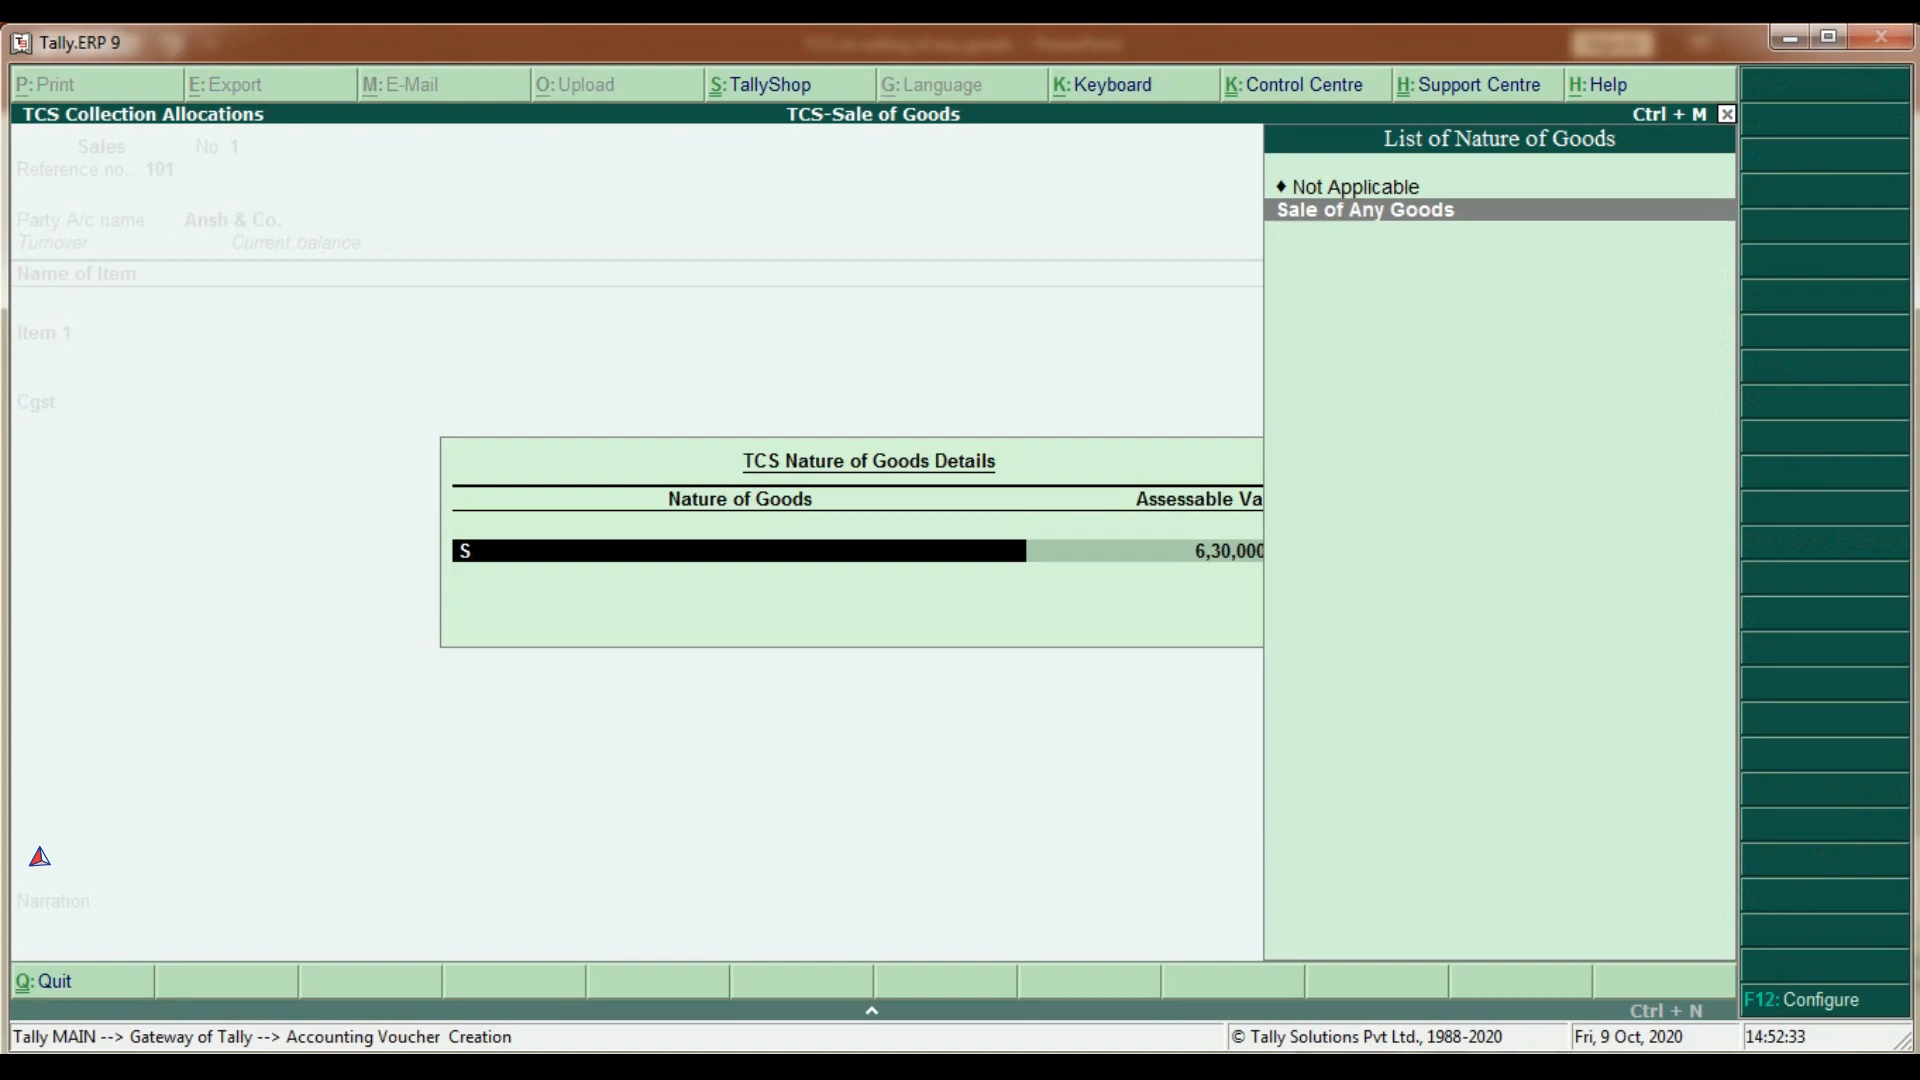 Tally.ERP 9
P: Print E: Export M: E-Mail O: Upload S: TallyShop G: Language K: Keyboard K: Control Centre H: Support Centre H: Help
TCS Collection Allocations TCS-Sale of Goods Ctrl + M
List of Nature of Goods
Sales No. 1
Reference no.: 101
♦ Not Applicable
Sale of Any Goods
Party A/c name : Ansh & Co.
Turnover Current balance
Name of Item
Item 1
Cgst
TCS Nature of Goods Details
Nature of Goods Assessable Va
S 6,30,000
Narration
Q: Quit
F12: Configure
Ctrl + N
Tally MAIN --> Gateway of Tally --> Accounting Voucher Creation © Tally Solutions Pvt Ltd., 1988-2020 Fri, 9 Oct, 2020 14:52:33